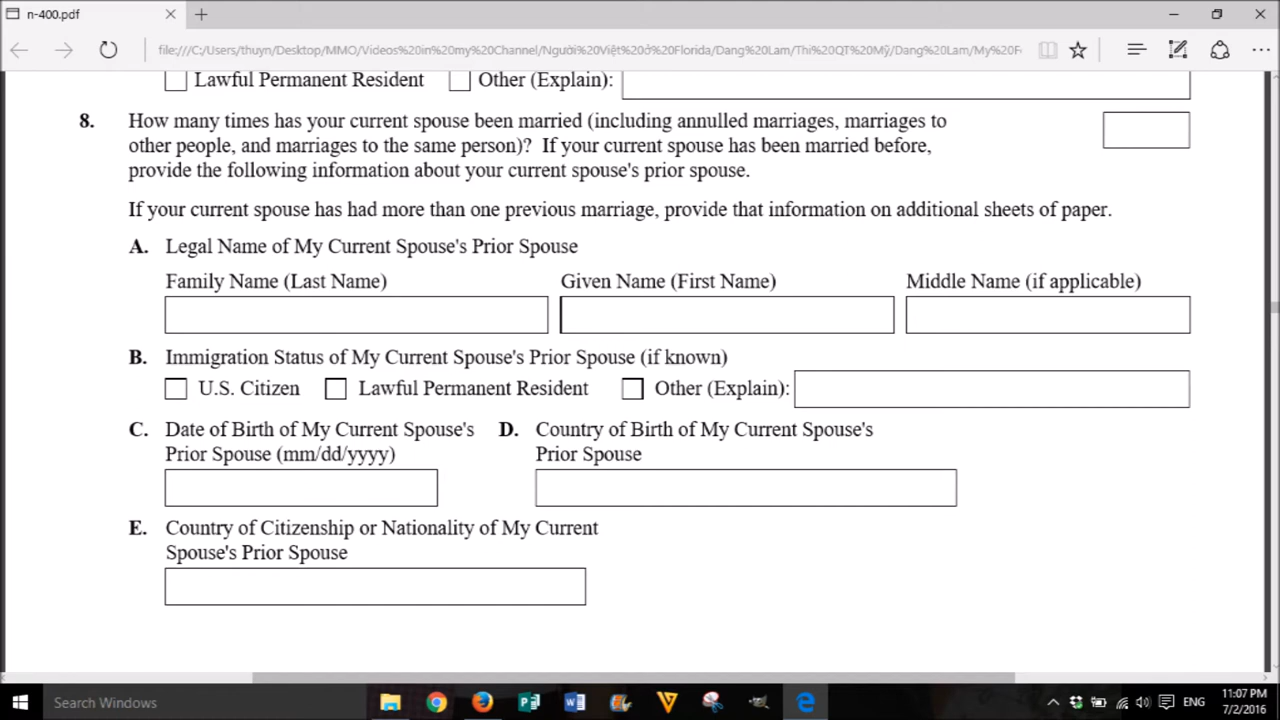 n-400.pdf
file:///C:/Users/thuyn/Desktop/MMO/Videos%20in%20my%20Channel/Người%20Việt%20ở%20Florida/Dang%20Lam/Thi%20QT%20Mỹ/Dang%20Lam/My%20F
Lawful Permanent Resident Other (Explain):
8. How many times has your current spouse been married (including annulled marriages, marriages to
other people, and marriages to the same person)? If your current spouse has been married before,
provide the following information about your current spouse's prior spouse.
If your current spouse has had more than one previous marriage, provide that information on additional sheets of paper.
A. Legal Name of My Current Spouse's Prior Spouse
Family Name (Last Name) Given Name (First Name) Middle Name (if applicable)
B. Immigration Status of My Current Spouse's Prior Spouse (if known)
U.S. Citizen Lawful Permanent Resident Other (Explain):
C. Date of Birth of My Current Spouse's D. Country of Birth of My Current Spouse's
Prior Spouse (mm/dd/yyyy) Prior Spouse
E. Country of Citizenship or Nationality of My Current
Spouse's Prior Spouse
Search Windows
ENG
11:07 PM
7/2/2016